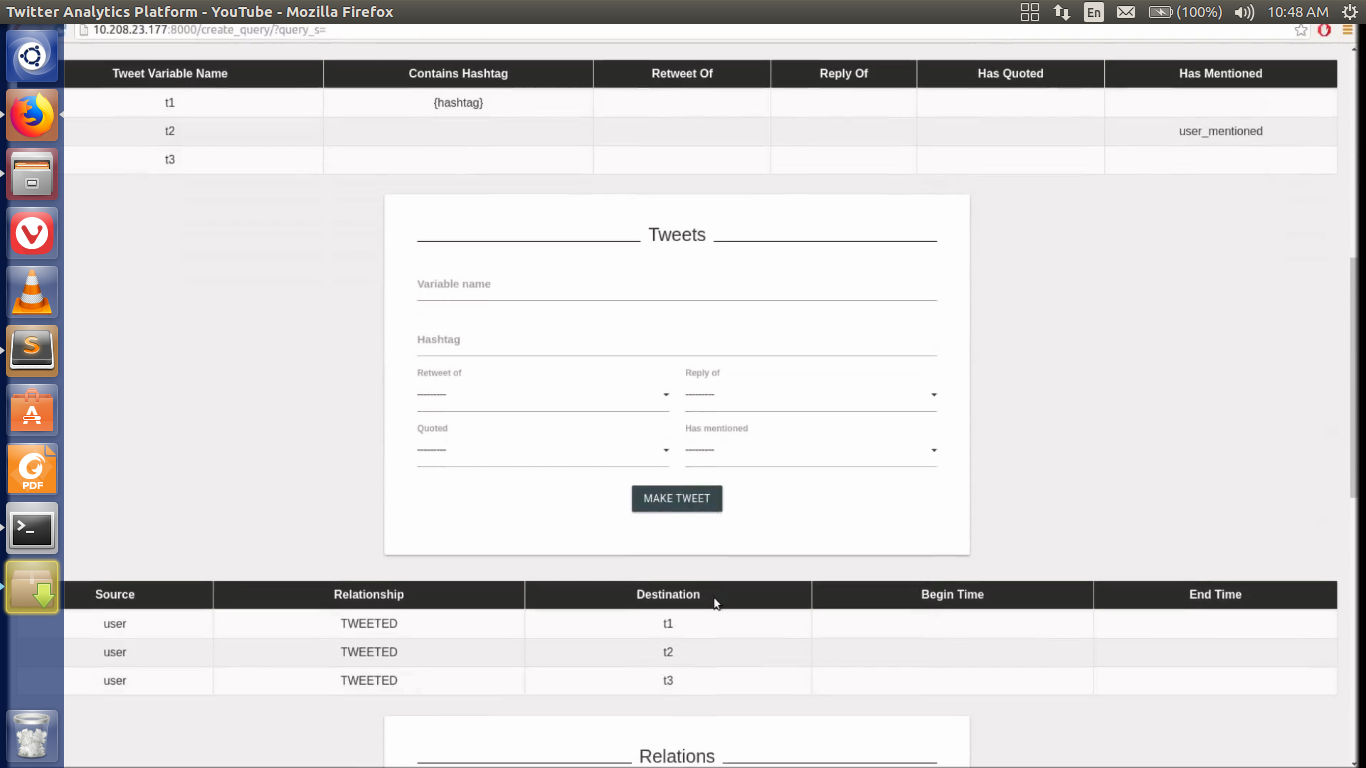 Twitter Analytics Platform - YouTube - Mozilla Firefox
En (100%) 10:48 AM
10.208.23.177:8000/create_query/?query_s=
Tweet Variable Name Contains Hashtag Retweet Of Reply Of Has Quoted Has Mentioned
t1 {hashtag}
t2 user_mentioned
t3
Tweets
Variable name
Hashtag
Retweet of Reply of
--------- ---------
Quoted Has mentioned
--------- ---------
MAKE TWEET
Source Relationship Destination Begin Time End Time
user TWEETED t1
user TWEETED t2
user TWEETED t3
Relations
S
A
PDF
>_